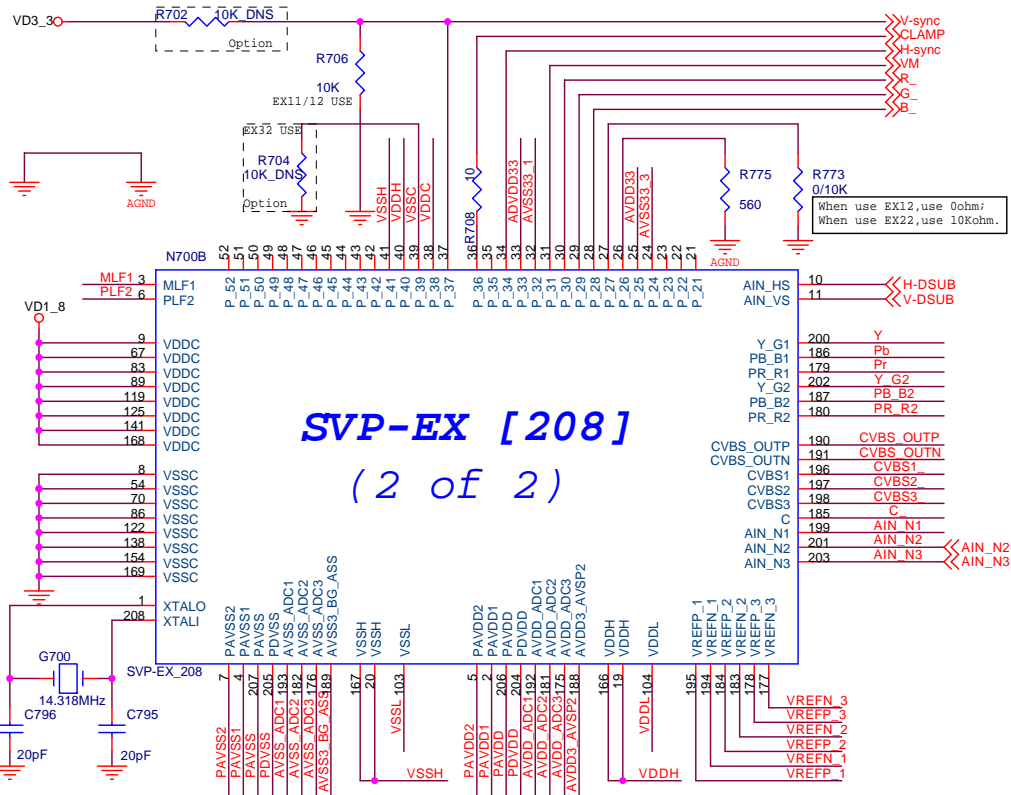 VD3_3
R702
10K_DNS
Option
R706
10K
EX11/12 USE
EX32 USE
R704
10K_DNS
Option
AGND
VSSH
VDDH
VSSC
VDDC
R708
10
ADVDD33
AVSS33_1
AVDD33
AVSS33_3
V-sync
CLAMP
H-sync
VM
R_
G_
B_
R775
560
AGND
R773
0/10K
When use EX12,use 0ohm;
When use EX22,use 10Kohm.
N700B
52 51 50 49 48 47 46 45 44 43 42 41 40 39 38 37 36 35 34 33 32 31 30 29 28 27 26 25 24 23 22 21
P_52 P_51 P_50 P_49 P_48 P_47 P_46 P_45 P_44 P_43 P_42 P_41 P_40 P_39 P_38 P_37 P_36 P_35 P_34 P_33 P_32 P_31 P_30 P_29 P_28 P_27 P_26 P_25 P_24 P_23 P_22 P_21
MLF1 3 MLF1
PLF2 6 PLF2
VD1_8
9 VDDC
67 VDDC
83 VDDC
89 VDDC
119 VDDC
125 VDDC
141 VDDC
168 VDDC
8 VSSC
54 VSSC
70 VSSC
86 VSSC
122 VSSC
138 VSSC
154 VSSC
169 VSSC
1 XTALO
208 XTALI
G700
14.318MHz
C796
20pF
C795
20pF
SVP-EX_208
SVP-EX [208]
(2 of 2)
AIN_HS 10 H-DSUB
AIN_VS 11 V-DSUB
Y_G1 200 Y
PB_B1 186 Pb
PR_R1 179 Pr
Y_G2 202 Y_G2
PB_B2 187 PB_B2
PR_R2 180 PR_R2
CVBS_OUTP 190 CVBS_OUTP
CVBS_OUTN 191 CVBS_OUTN
CVBS1 196 CVBS1_
CVBS2 197 CVBS2_
CVBS3 198 CVBS3_
C 185 C_
AIN_N1 199 AIN_N1
AIN_N2 201 AIN_N2 AIN_N2
AIN_N3 203 AIN_N3 AIN_N3
PAVSS2 PAVSS1 PAVSS PDVSS AVSS_ADC1 AVSS_ADC2 AVSS_ADC3 AVSS3_BG_ASS VSSH VSSH VSSL PAVDD2 PAVDD1 PAVDD PDVDD AVDD_ADC1 AVDD_ADC2 AVDD_ADC3 AVDD3_AVSP2 VDDH VDDH VDDL VREFP_1 VREFN_1 VREFP_2 VREFN_2 VREFP_3 VREFN_3
7 4 207 205 193 182 176 189 167 20 103 5 2 206 204 192 181 175 188 166 19 104 195 194 184 183 178 177
PAVSS2 PAVSS1 PAVSS PDVSS AVSS_ADC1 AVSS_ADC2 AVSS_ADC3 AVSS3_BG_ASS VSSL PAVDD2 PAVDD1 PAVDD PDVDD AVDD_ADC1 AVDD_ADC2 AVDD_ADC3 AVDD3_AVSP2 VDDL
VSSH
VDDH
VREFN_3
VREFP_3
VREFN_2
VREFP_2
VREFN_1
VREFP_1